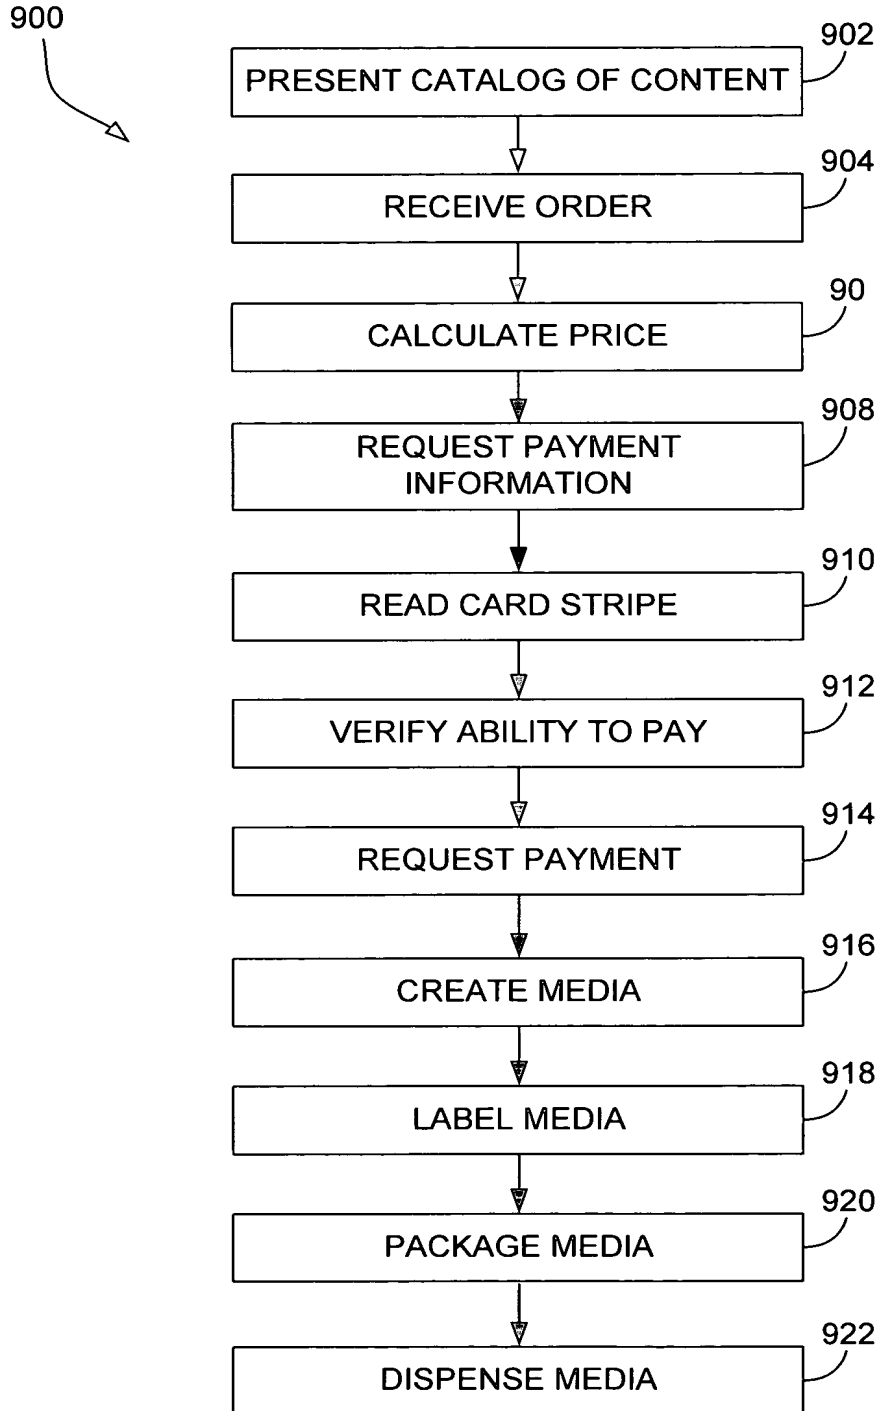 900
902
PRESENT CATALOG OF CONTENT
904
RECEIVE ORDER
90
CALCULATE PRICE
908
REQUEST PAYMENT
INFORMATION
910
READ CARD STRIPE
912
VERIFY ABILITY TO PAY
914
REQUEST PAYMENT
916
CREATE MEDIA
918
LABEL MEDIA
920
PACKAGE MEDIA
922
DISPENSE MEDIA